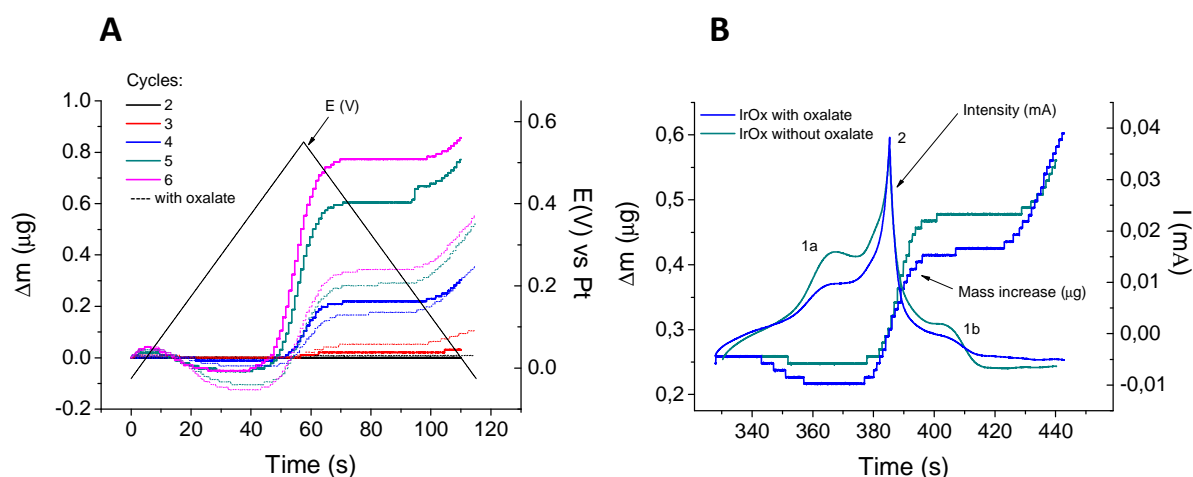 A
Cycles:
2
3
4
5
6
with oxalate
E (V)
1.0
0.8
0.6
0.4
0.2
0.0
-0.2
Δm (μg)
0.6
0.4
0.2
0.0
E(V) vs Pt
0 20 40 60 80 100 120
Time (s)
B
IrOx with oxalate
IrOx without oxalate
Intensity (mA)
2
1a
1b
Mass increase (μg)
0,6
0,5
0,4
0,3
0,2
Δm (μg)
0,04
0,03
0,02
0,01
0,00
-0,01
I (mA)
340 360 380 400 420 440
Time (s)